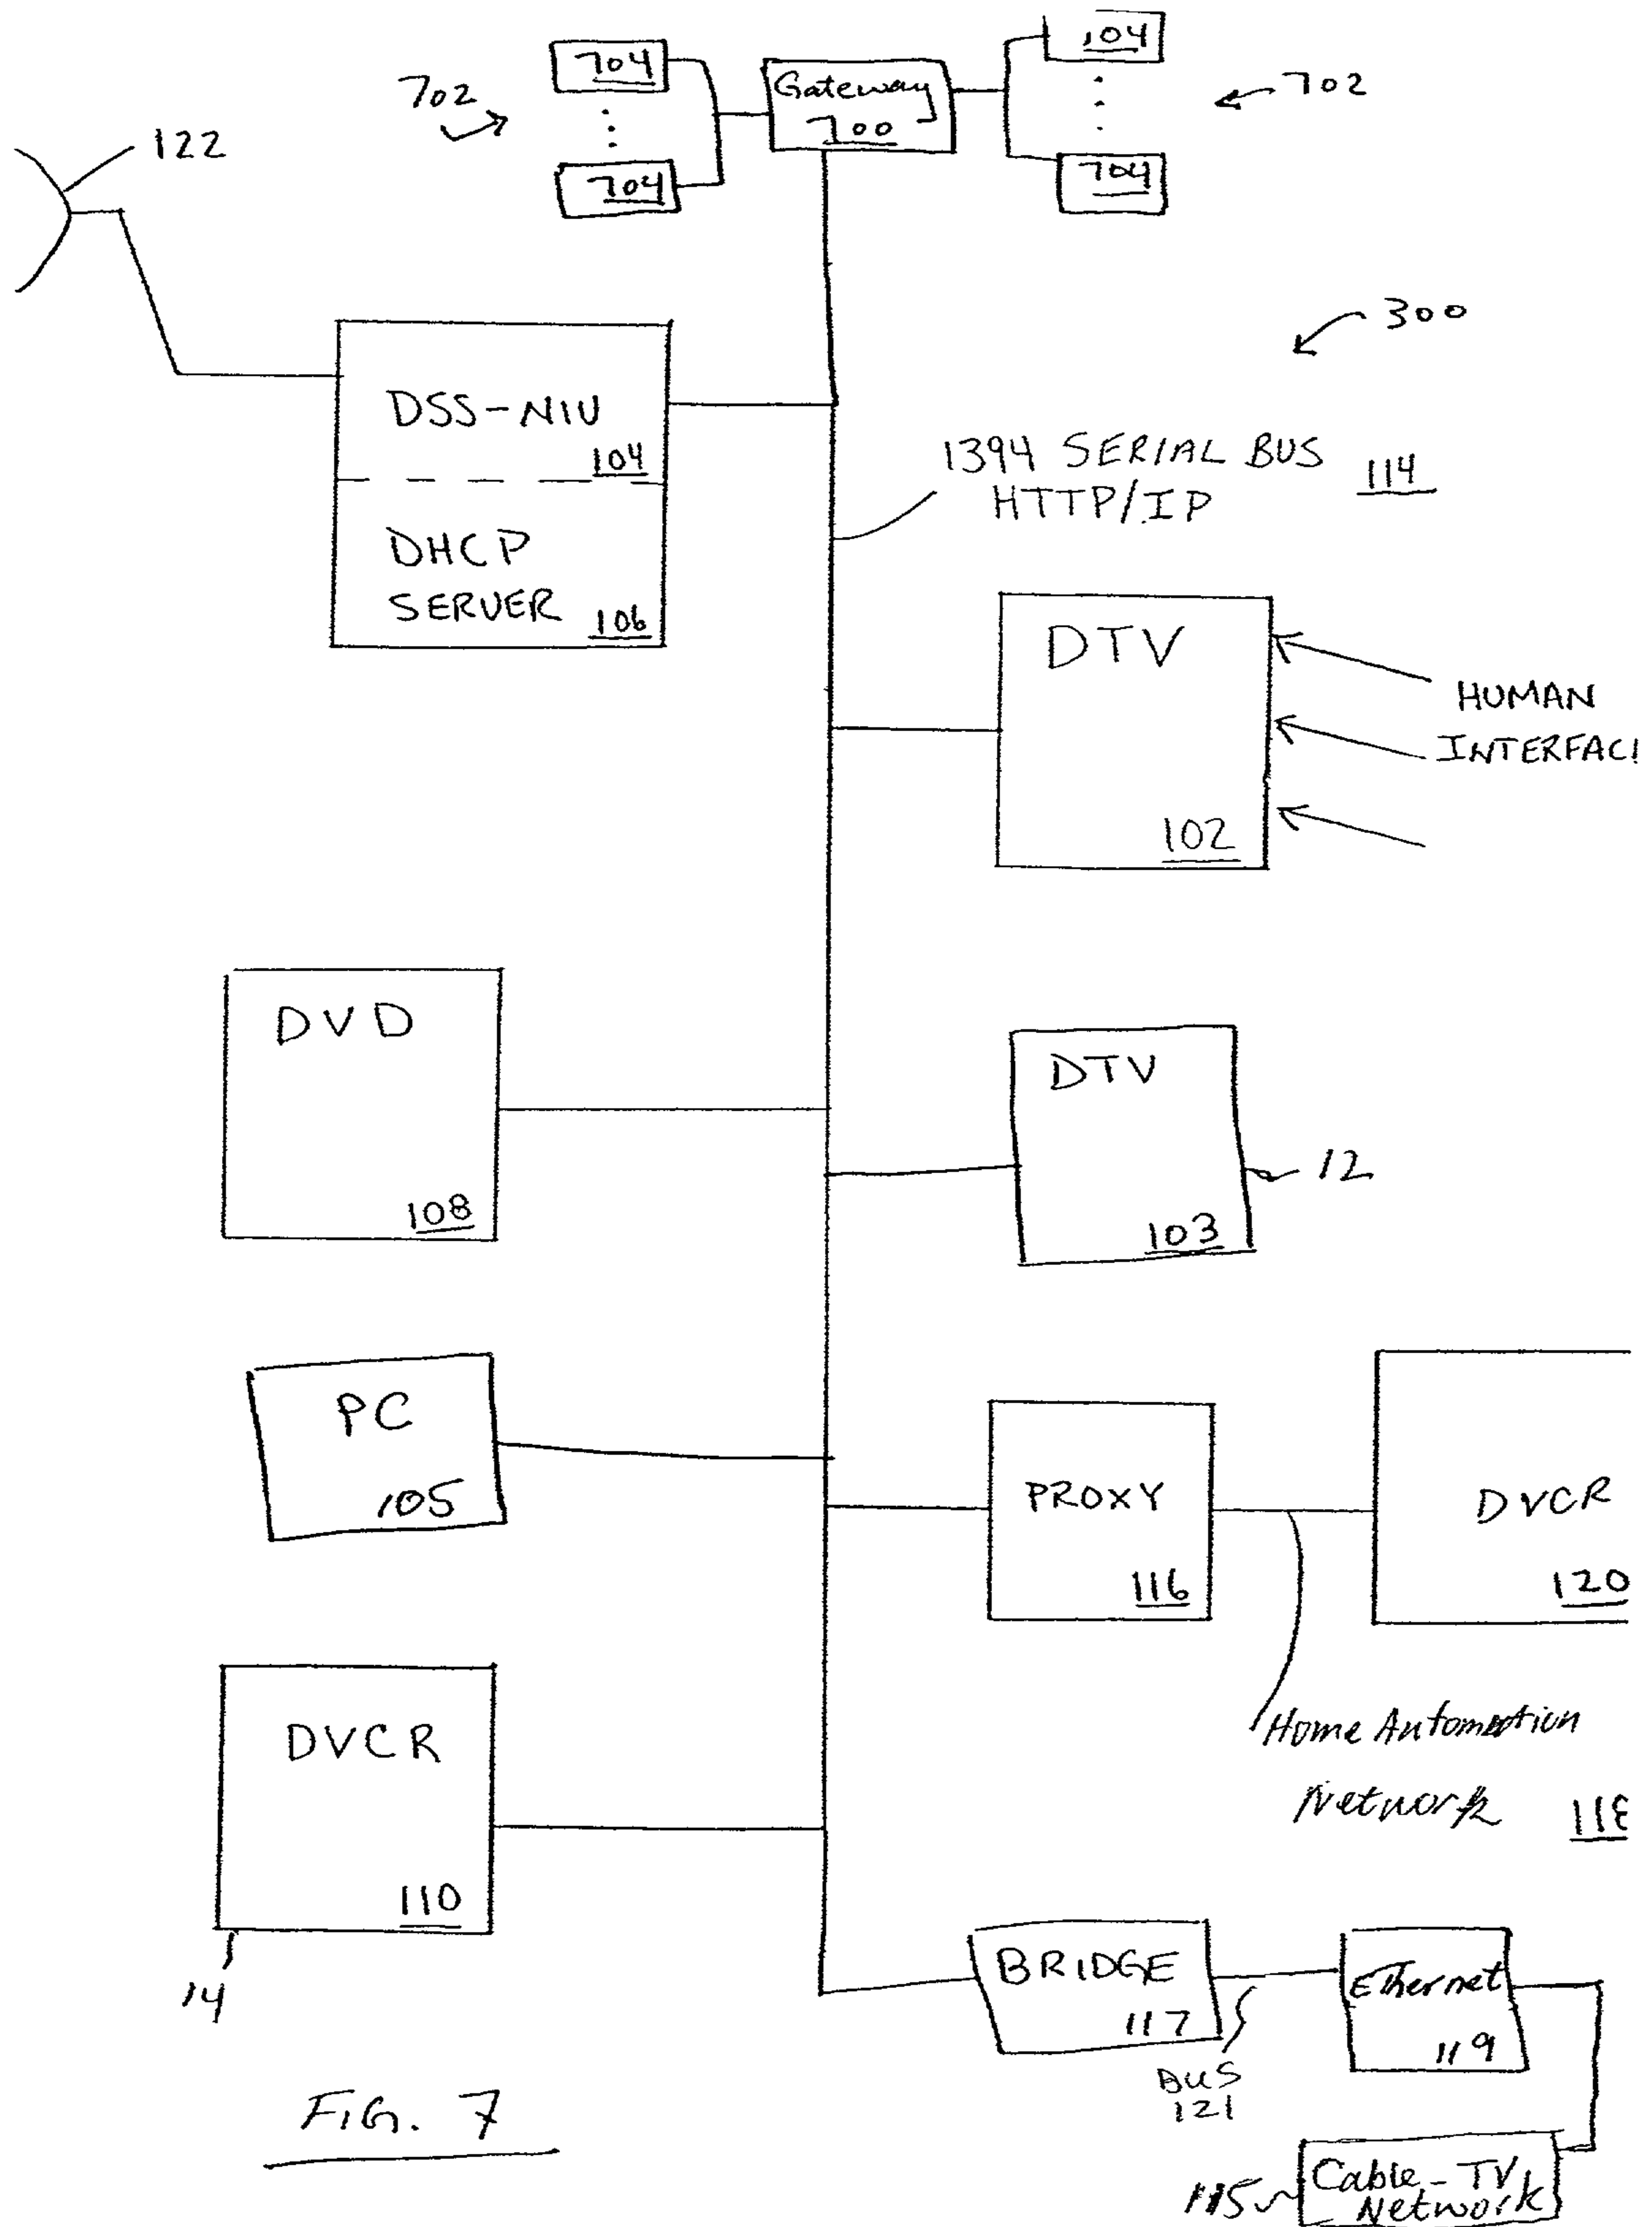 704
104
702
Gateway
700
702
122
704
704
300
DSS-NIU
104
1394 SERIAL BUS
HTTP/IP
114
DHCP
SERVER
106
DTV
HUMAN
INTERFAC
102
DVD
108
DTV
12
103
PC
105
PROXY
116
DVCR
120
Home Automation
Network
DVCR
110
14
BRIDGE
117
BUS
121
Ethernet
119
FIG. 7
115
Cable-TV
Network